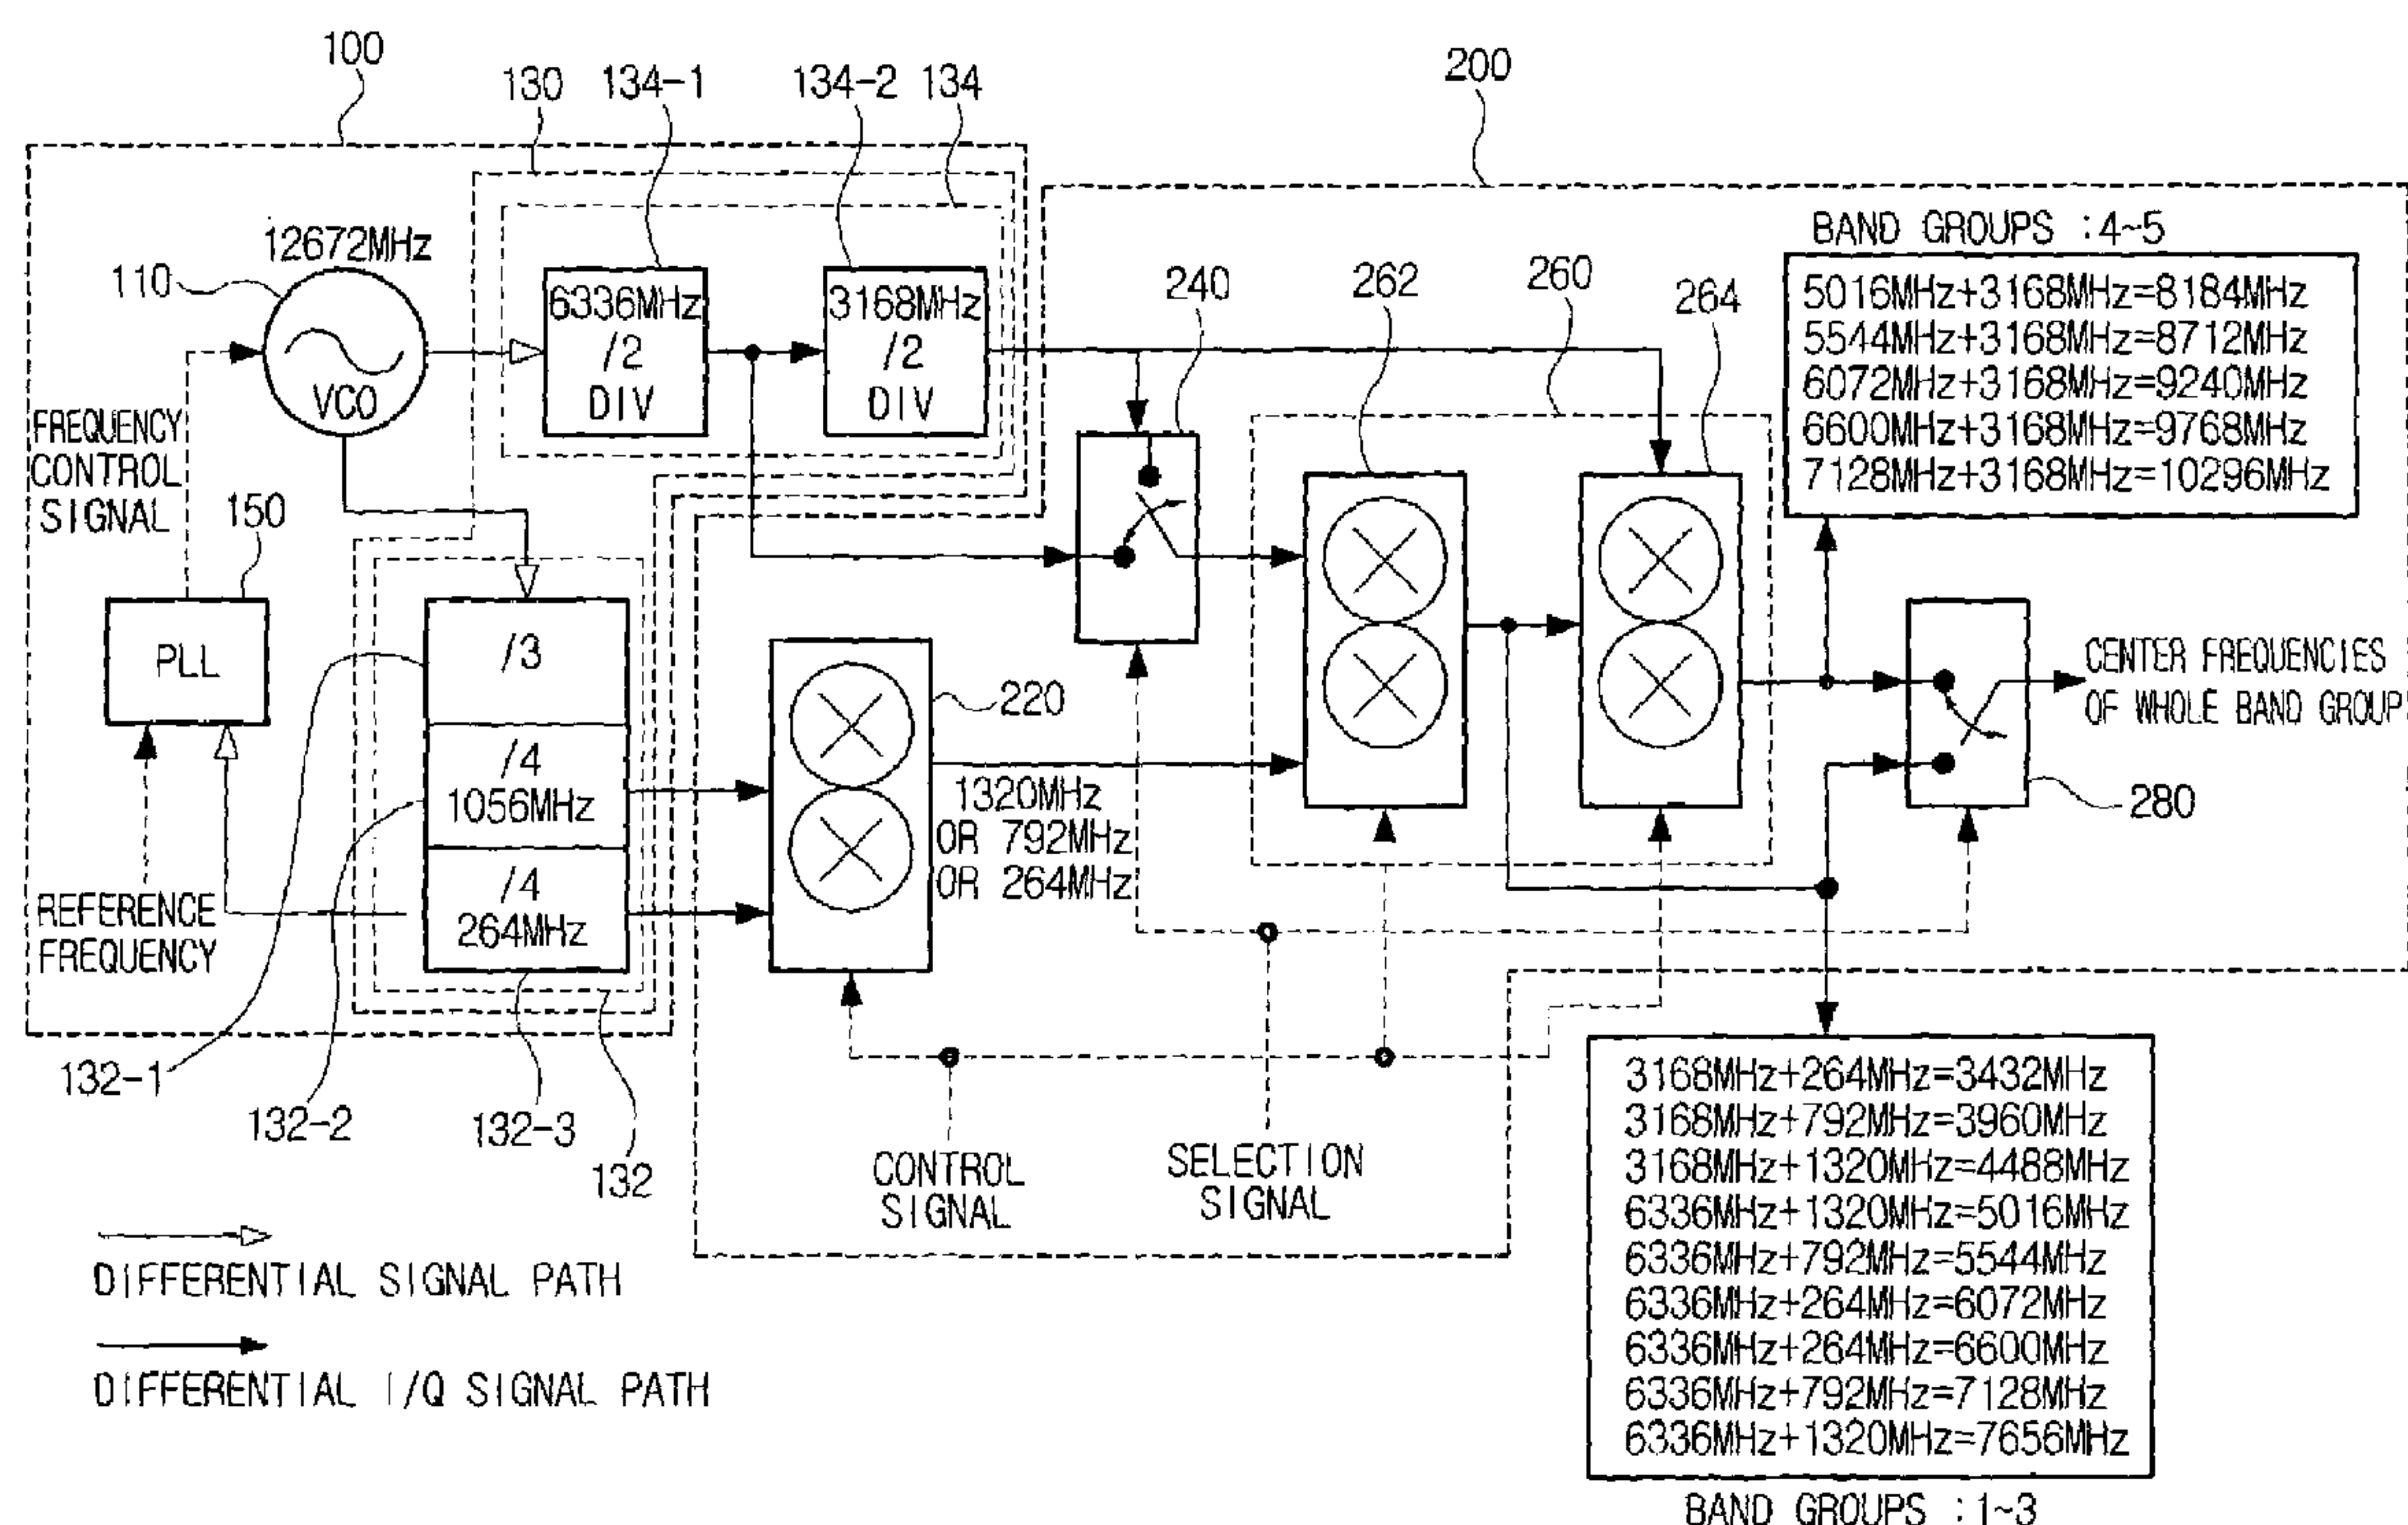 100
130
134-1
134-2
134
200
12672MHz
110
VCO
6336MHz
/2
DIV
3168MHz
/2
DIV
240
262
260
264
BAND GROUPS :4~5
5016MHz+3168MHz=8184MHz
5544MHz+3168MHz=8712MHz
6072MHz+3168MHz=9240MHz
6600MHz+3168MHz=9768MHz
7128MHz+3168MHz=10296MHz
FREQUENCY
CONTROL
SIGNAL
150
PLL
REFERENCE
FREQUENCY
/3
/4
1056MHz
/4
264MHz
220
1320MHz
OR 792MHz
OR 264MHz
CENTER FREQUENCIES
OF WHOLE BAND GROUP
280
132-1
132-2
132-3
132
CONTROL
SIGNAL
SELECTION
SIGNAL
DIFFERENTIAL SIGNAL PATH
DIFFERENTIAL I/Q SIGNAL PATH
3168MHz+264MHz=3432MHz
3168MHz+792MHz=3960MHz
3168MHz+1320MHz=4488MHz
6336MHz+1320MHz=5016MHz
6336MHz+792MHz=5544MHz
6336MHz+264MHz=6072MHz
6336MHz+264MHz=6600MHz
6336MHz+792MHz=7128MHz
6336MHz+1320MHz=7656MHz
BAND GROUPS :1~3